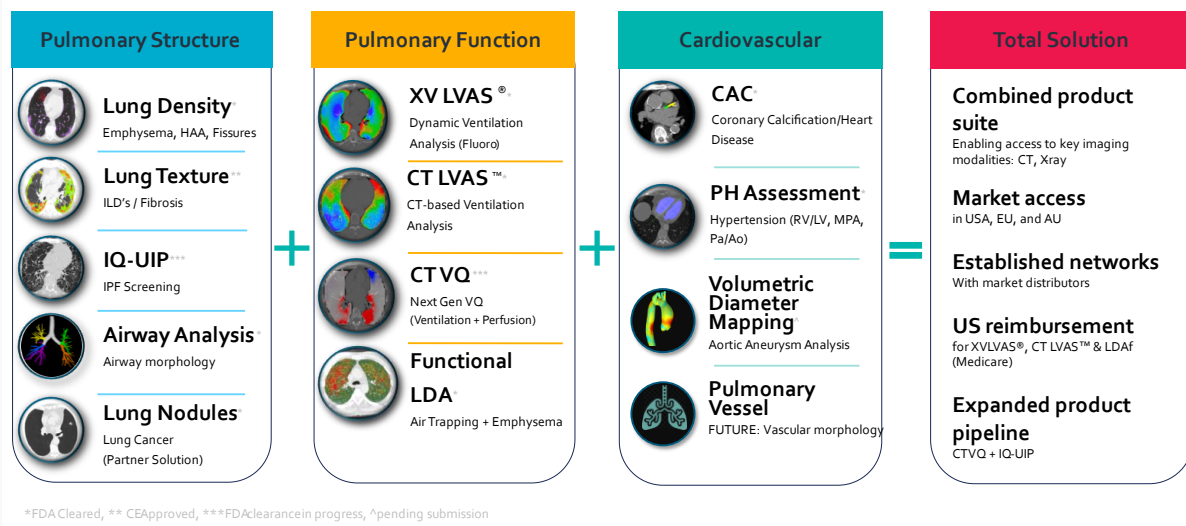 Pulmonary Structure
Lung Density*
Emphysema, HAA, Fissures
Lung Texture**
ILD's / Fibrosis
IQ-UIP***
IPF Screening
Airway Analysis*
Airway morphology
Lung Nodules*
Lung Cancer
(Partner Solution)
+
Pulmonary Function
XV LVAS ®*
Dynamic Ventilation
Analysis (Fluoro)
CT LVAS ™*
CT-based Ventilation
Analysis
CT VQ ***
Next Gen VQ
(Ventilation + Perfusion)
Functional
LDA*
Air Trapping + Emphysema
+
Cardiovascular
CAC*
Coronary Calcification/Heart
Disease
PH Assessment*
Hypertension (RV/LV, MPA,
Pa/Ao)
Volumetric
Diameter
Mapping
Aortic Aneurysm Analysis
Pulmonary
Vessel
FUTURE: Vascular morphology
=
Total Solution
Combined product
suite
Enabling access to key imaging
modalities: CT, Xray
Market access
in USA, EU, and AU
Established networks
With market distributors
US reimbursement
for XVLVAS®, CT LVAS™ & LDAf
(Medicare)
Expanded product
pipeline
CTVQ + IQ-UIP
*FDA Cleared, ** CEApproved, ***FDAclearancein progress, ^pending submission